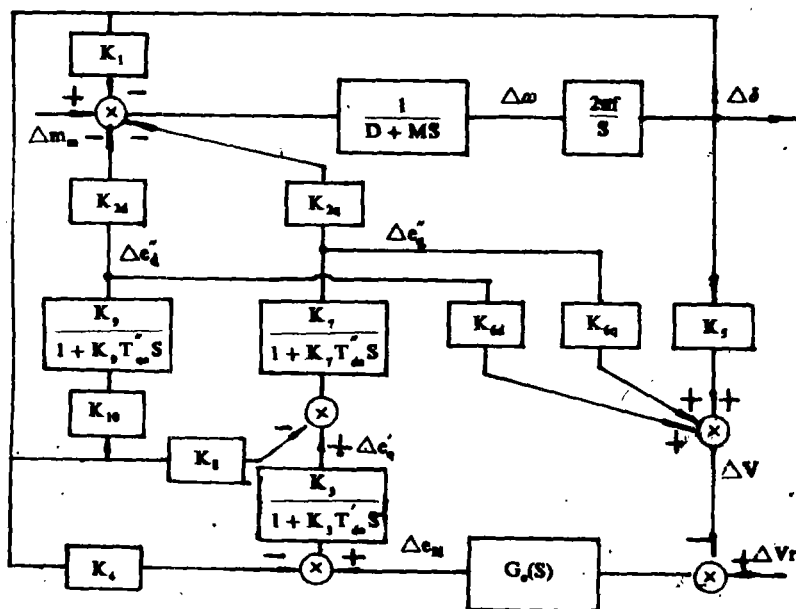 K₁
− + − −
Δmₘ
1 / (D + MS)
Δω
2πf / S
Δδ
K₂d
K₂q
Δe″d
Δe″q
K₉ / (1 + K₉T″qoS)
K₇ / (1 + K₇T″doS)
K₆d
K₆q
K₅
K₁₀
− +
+ + +
K₈
Δe′q
ΔV
K₃ / (1 + K₃T′doS)
K₄
− +
Gₑ(S)
− +
ΔVr